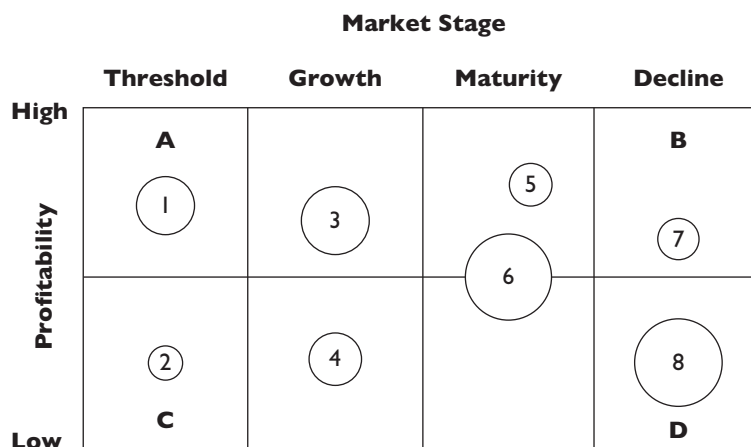 Market Stage
Threshold Growth Maturity Decline
High
A B
5
1 3
7
Profitability
6
2 4 8
C D
Low